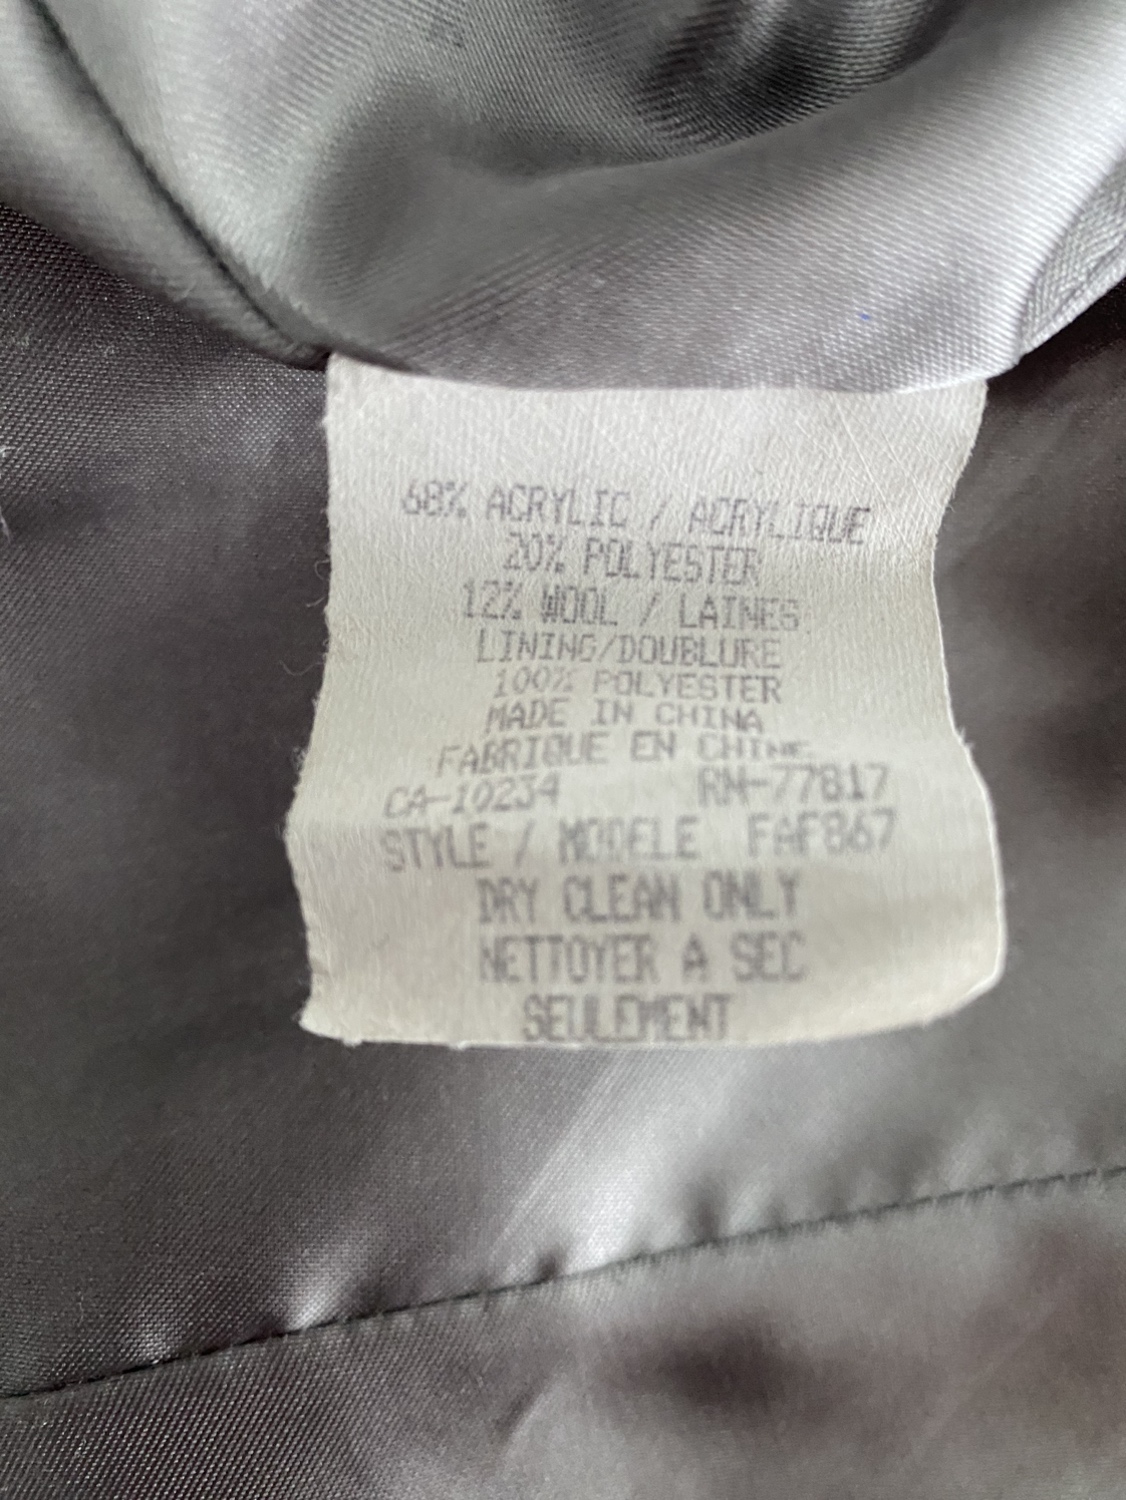 68% ACRYLIC / ACRYLIQUE
20% POLYESTER
12% WOOL / LAINES
LINING/DOUBLURE
100% POLYESTER
MADE IN CHINA
FABRIQUE EN CHINE
CA-10234 RN-77817
STYLE / MODELE FAF867
DRY CLEAN ONLY
NETTOYER A SEC
SEULEMENT